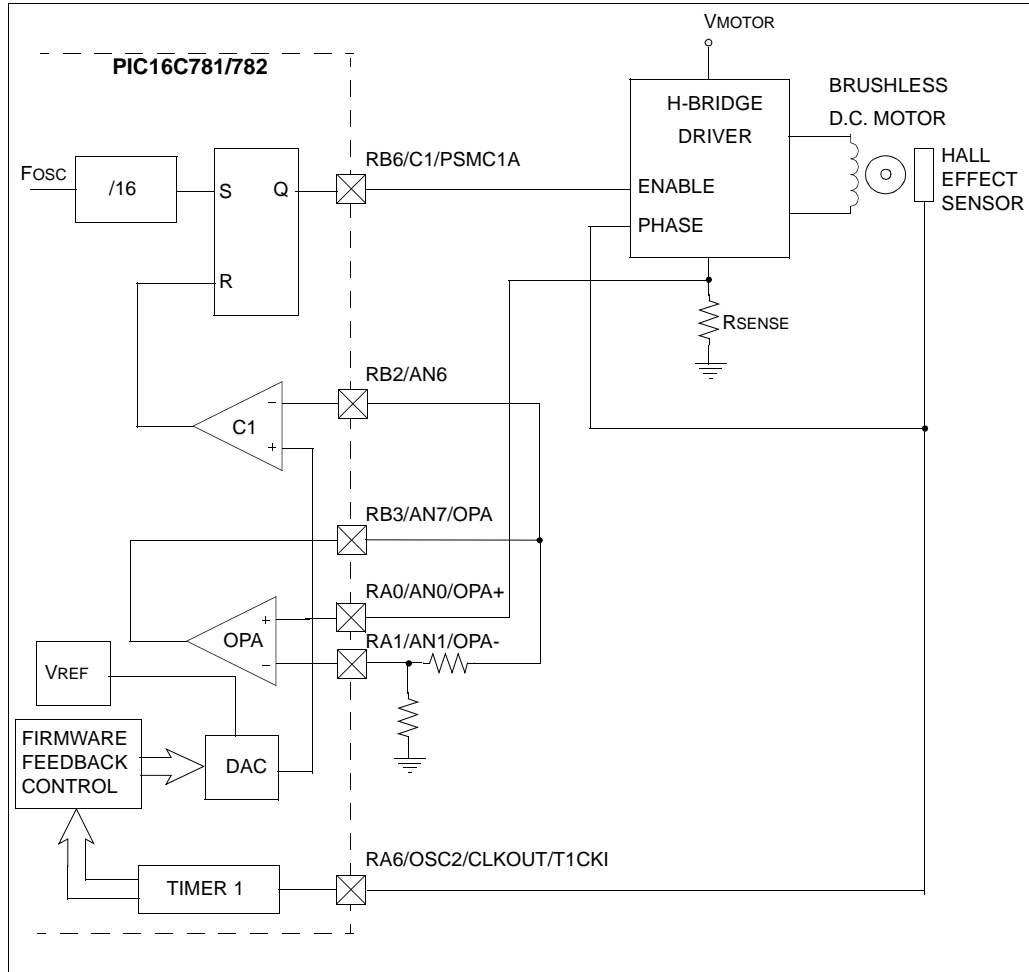 VMOTOR
PIC16C781/782
H-BRIDGE
DRIVER
BRUSHLESS
D.C. MOTOR
FOSC
/16
S
Q
R
RB6/C1/PSMC1A
ENABLE
PHASE
HALL
EFFECT
SENSOR
RSENSE
RB2/AN6
–
C1
+
RB3/AN7/OPA
RA0/AN0/OPA+
+
OPA
–
RA1/AN1/OPA-
VREF
FIRMWARE
FEEDBACK
CONTROL
DAC
RA6/OSC2/CLKOUT/T1CKI
TIMER 1